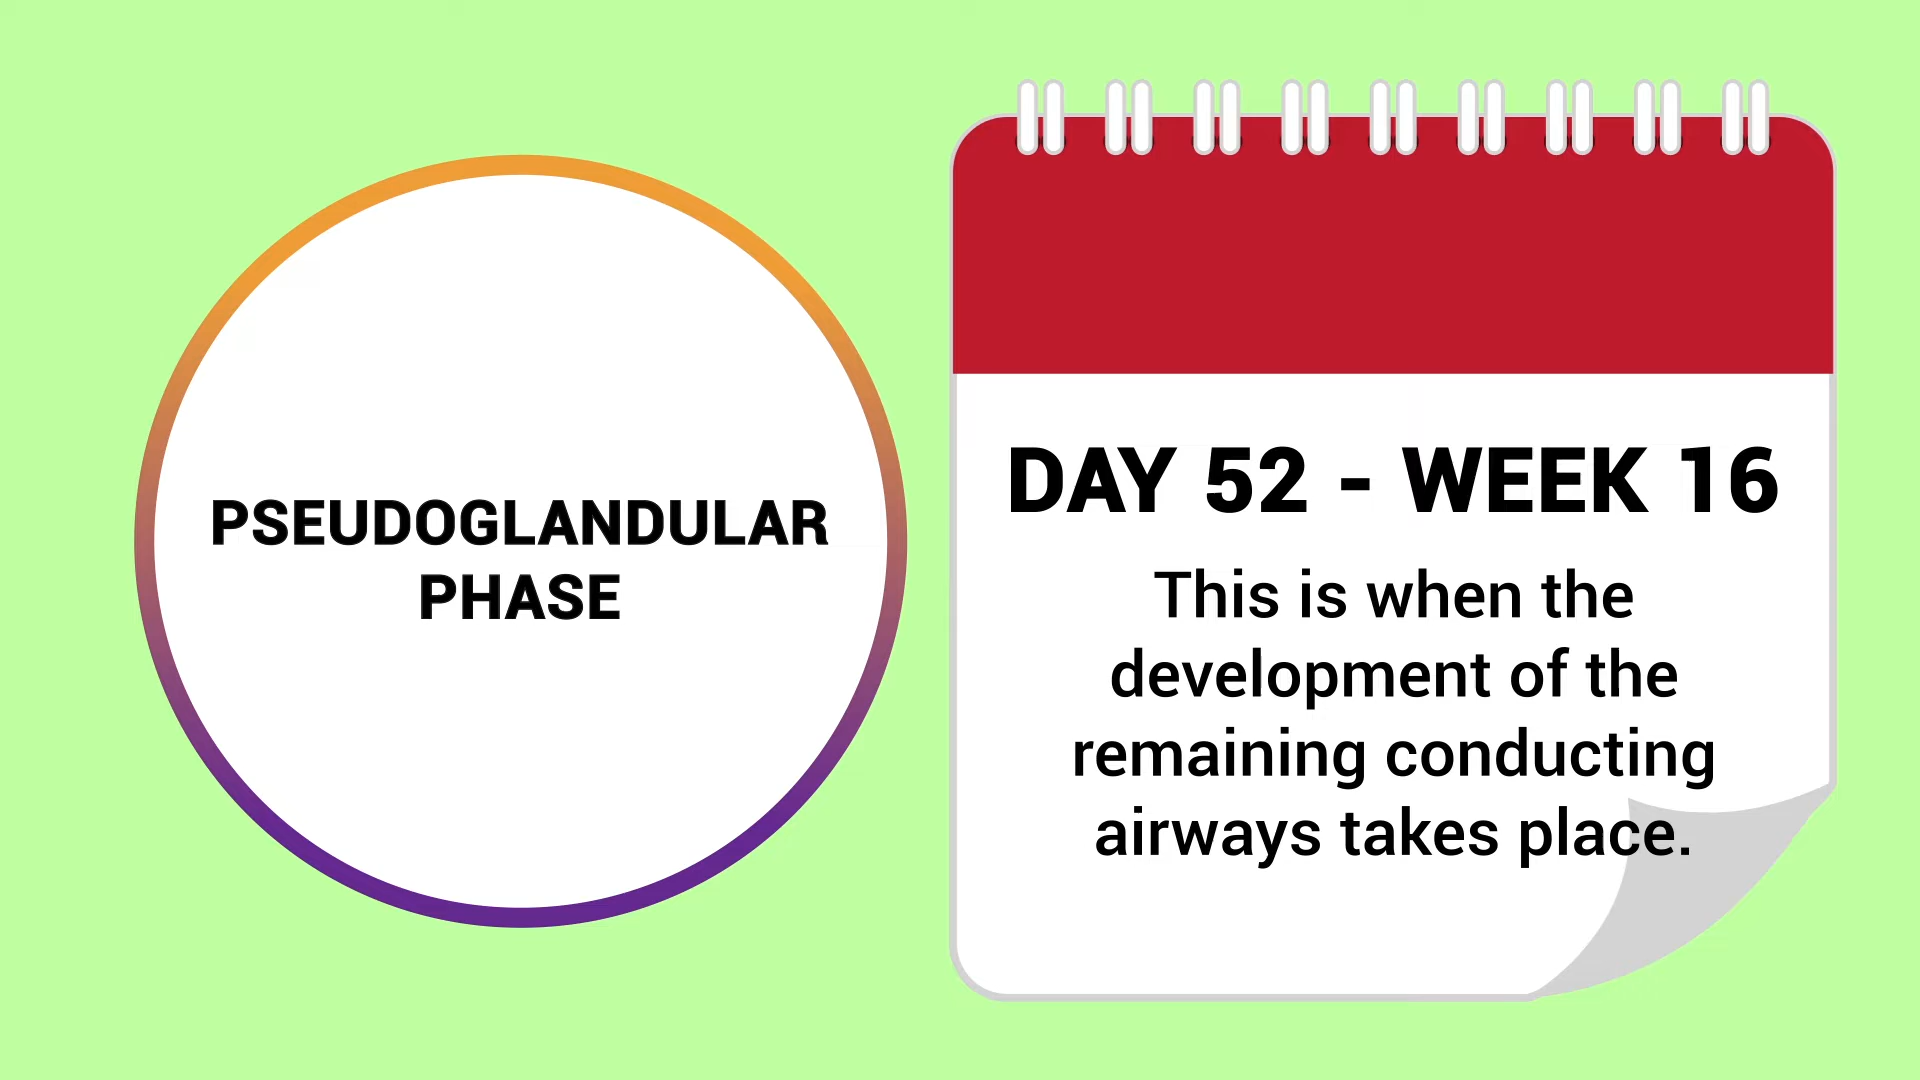 PSEUDOGLANDULAR
PHASE
DAY 52 - WEEK 16
This is when the
development of the
remaining conducting
airways takes place.